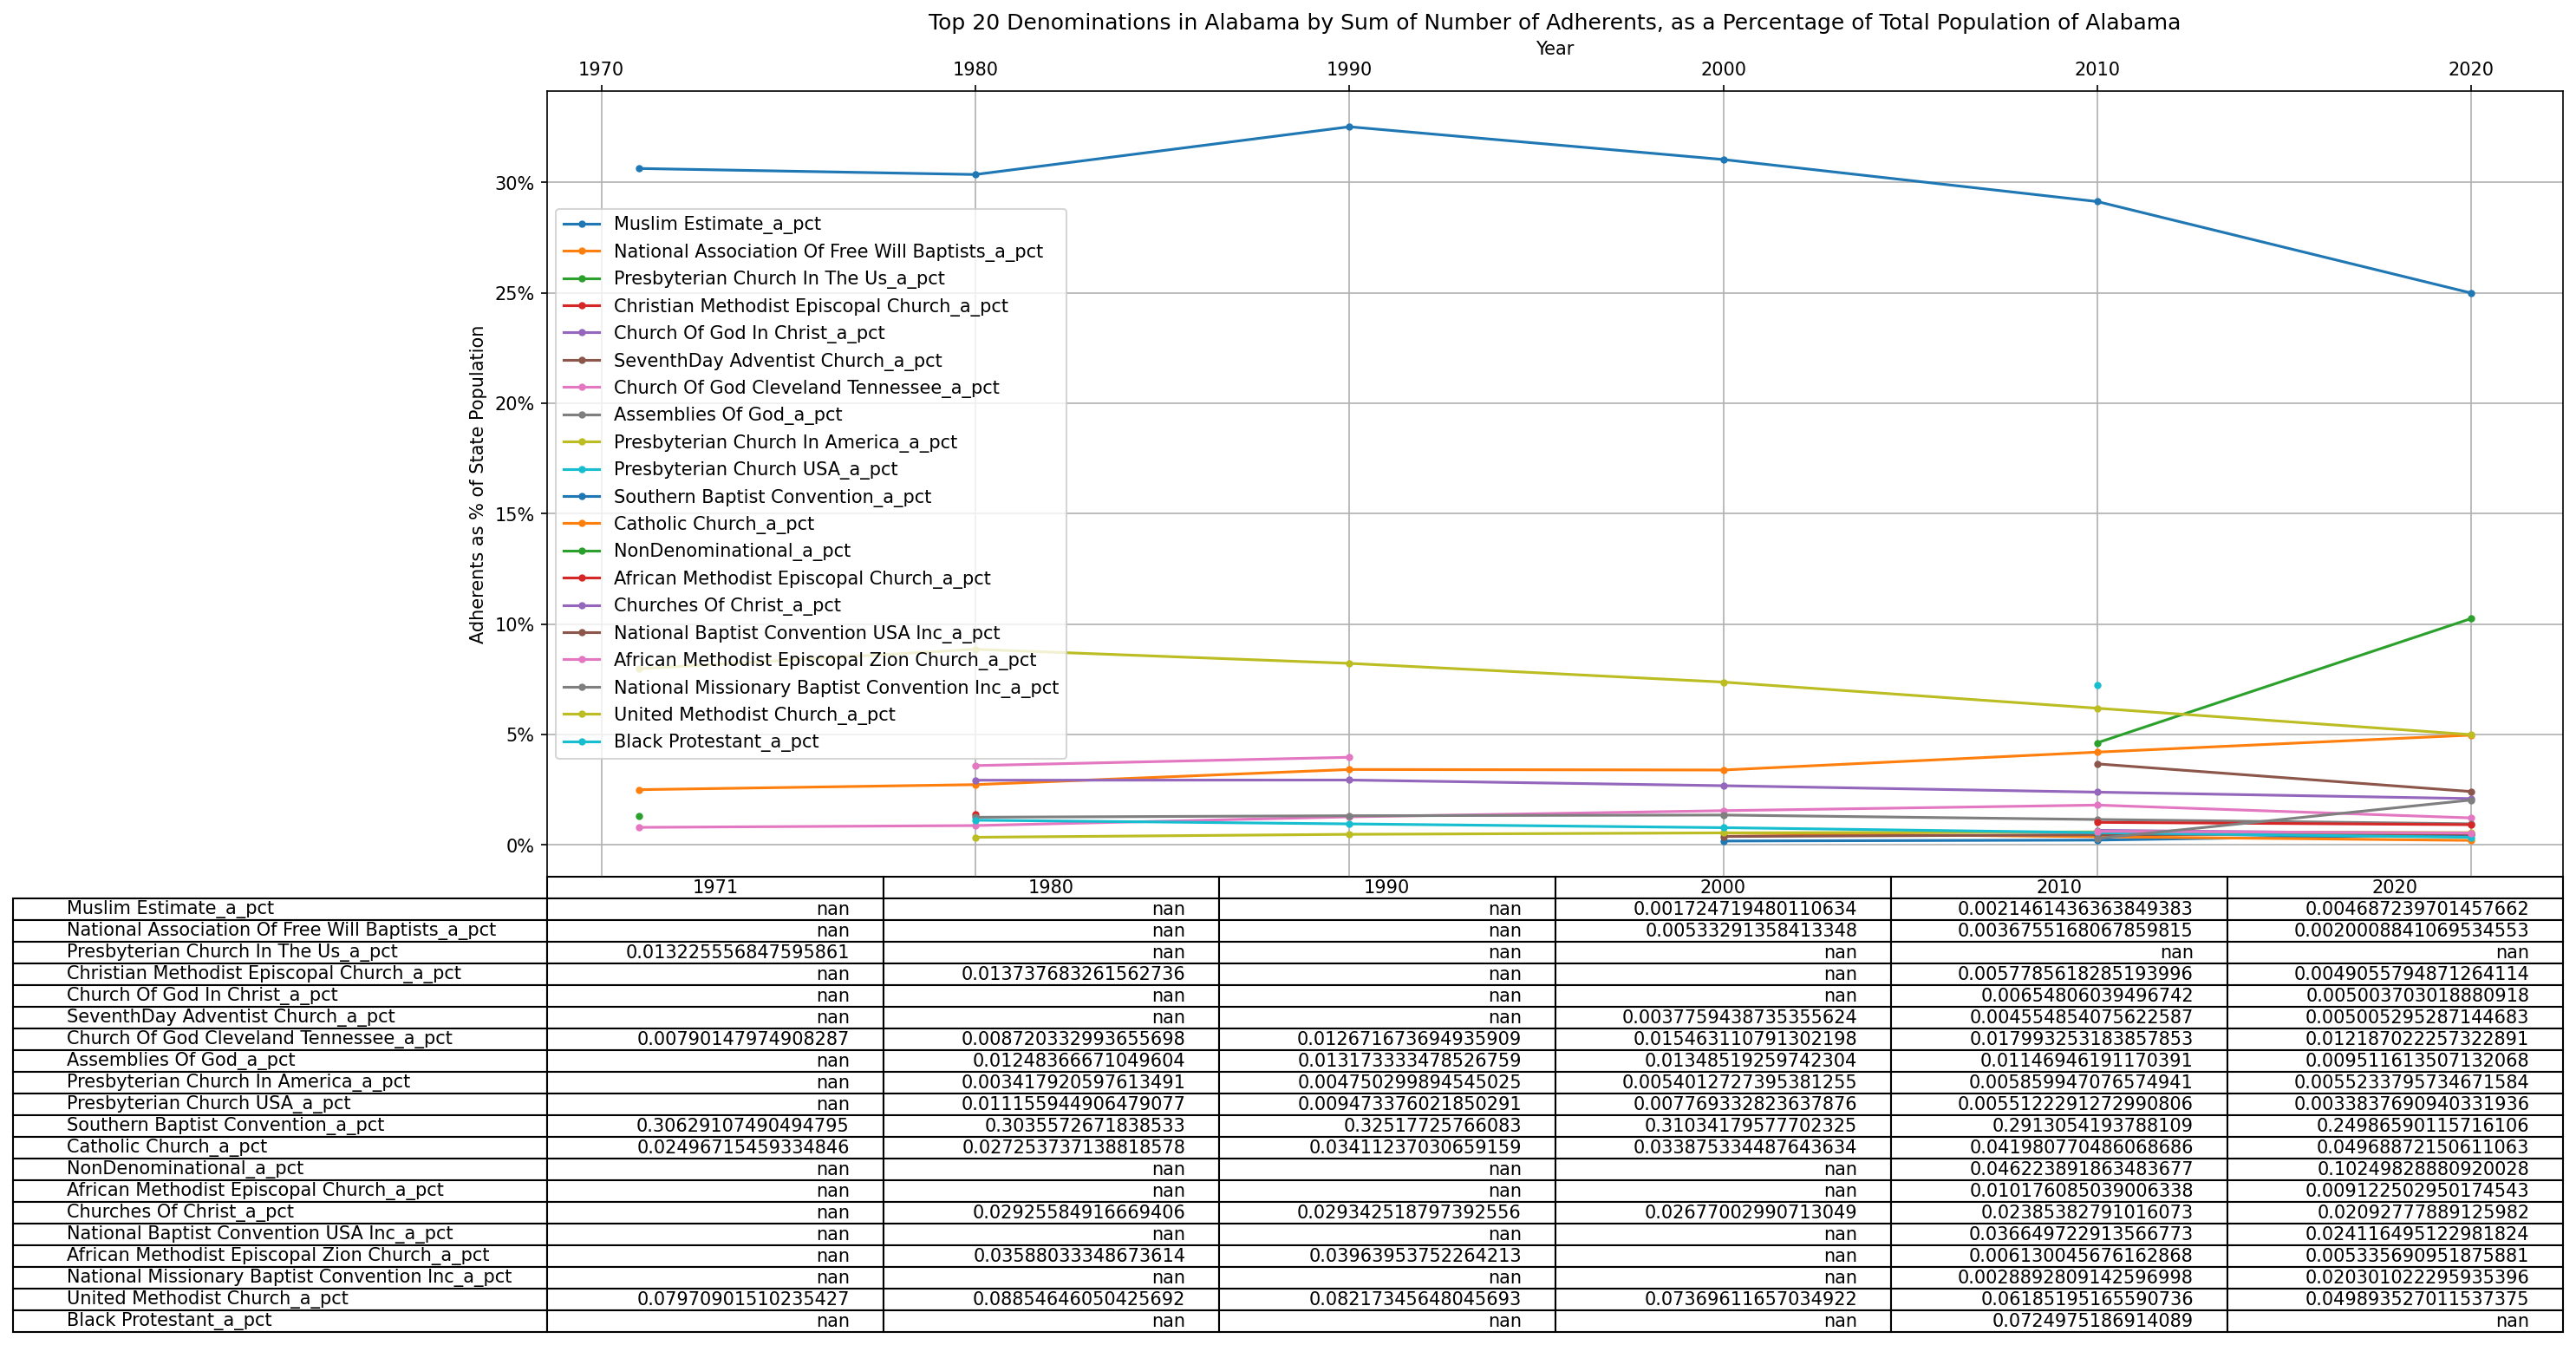 Top 20 Denominations in Alabama by Sum of Number of Adherents, as a Percentage of Total Population of Alabama
Year
1970 1980 1990 2000 2010 2020
Adherents as % of State Population
30%
25%
20%
15%
10%
5%
0%
Muslim Estimate_a_pct
National Association Of Free Will Baptists_a_pct
Presbyterian Church In The Us_a_pct
Christian Methodist Episcopal Church_a_pct
Church Of God In Christ_a_pct
SeventhDay Adventist Church_a_pct
Church Of God Cleveland Tennessee_a_pct
Assemblies Of God_a_pct
Presbyterian Church In America_a_pct
Presbyterian Church USA_a_pct
Southern Baptist Convention_a_pct
Catholic Church_a_pct
NonDenominational_a_pct
African Methodist Episcopal Church_a_pct
Churches Of Christ_a_pct
National Baptist Convention USA Inc_a_pct
African Methodist Episcopal Zion Church_a_pct
National Missionary Baptist Convention Inc_a_pct
United Methodist Church_a_pct
Black Protestant_a_pct
1971 1980 1990 2000 2010 2020
Muslim Estimate_a_pct nan nan nan 0.001724719480110634 0.0021461436363849383 0.004687239701457662
National Association Of Free Will Baptists_a_pct nan nan nan 0.00533291358413348 0.0036755168067859815 0.0020008841069534553
Presbyterian Church In The Us_a_pct 0.013225556847595861 nan nan nan nan nan
Christian Methodist Episcopal Church_a_pct nan 0.013737683261562736 nan nan 0.0057785618285193996 0.0049055794871264114
Church Of God In Christ_a_pct nan nan nan nan 0.00654806039496742 0.005003703018880918
SeventhDay Adventist Church_a_pct nan nan nan 0.0037759438735355624 0.004554854075622587 0.005005295287144683
Church Of God Cleveland Tennessee_a_pct 0.00790147974908287 0.008720332993655698 0.012671673694935909 0.015463110791302198 0.017993253183857853 0.012187022257322891
Assemblies Of God_a_pct nan 0.01248366671049604 0.013173333478526759 0.01348519259742304 0.01146946191170391 0.009511613507132068
Presbyterian Church In America_a_pct nan 0.003417920597613491 0.004750299894545025 0.0054012727395381255 0.005859947076574941 0.0055233795734671584
Presbyterian Church USA_a_pct nan 0.011155944906479077 0.009473376021850291 0.007769332823637876 0.0055122291272990806 0.0033837690940331936
Southern Baptist Convention_a_pct 0.30629107490494795 0.3035572671838533 0.32517725766083 0.31034179577702325 0.2913054193788109 0.24986590115716106
Catholic Church_a_pct 0.02496715459334846 0.027253737138818578 0.03411237030659159 0.033875334487643634 0.041980770486068686 0.04968872150611063
NonDenominational_a_pct nan nan nan nan 0.046223891863483677 0.10249828880920028
African Methodist Episcopal Church_a_pct nan nan nan nan 0.010176085039006338 0.009122502950174543
Churches Of Christ_a_pct nan 0.02925584916669406 0.029342518797392556 0.02677002990713049 0.02385382791016073 0.02092777889125982
National Baptist Convention USA Inc_a_pct nan nan nan nan 0.036649722913566773 0.024116495122981824
African Methodist Episcopal Zion Church_a_pct nan 0.03588033348673614 0.03963953752264213 nan 0.006130045676162868 0.005335690951875881
National Missionary Baptist Convention Inc_a_pct nan nan nan nan 0.0028892809142596998 0.020301022295935396
United Methodist Church_a_pct 0.07970901510235427 0.08854646050425692 0.08217345648045693 0.07369611657034922 0.06185195165590736 0.049893527011537375
Black Protestant_a_pct nan nan nan nan 0.0724975186914089 nan